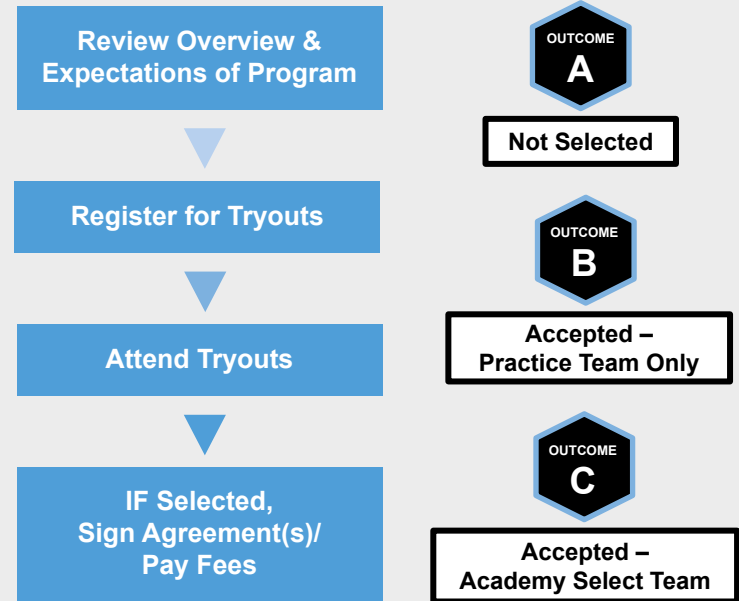 Review Overview &
Expectations of Program
Register for Tryouts
Attend Tryouts
IF Selected,
Sign Agreement(s)/
Pay Fees
OUTCOME
A
Not Selected
OUTCOME
B
Accepted –
Practice Team Only
OUTCOME
C
Accepted –
Academy Select Team